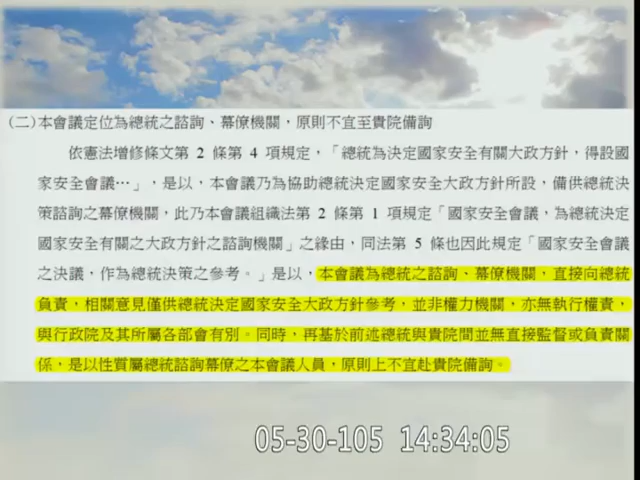 (二)本會議定位為總統之諮詢、幕僚機關，原則不宜至貴院備詢
依憲法增修條文第 2 條第 4 項規定，「總統為決定國家安全有關大政方針，得設國
家安全會議…」，是以，本會議乃為協助總統決定國家安全大政方針所設，備供總統決
策諮詢之幕僚機關，此乃本會議組織法第 2 條第 1 項規定「國家安全會議，為總統決定
國家安全有關之大政方針之諮詢機關」之緣由，同法第 5 條也因此規定「國家安全會議
之決議，作為總統決策之參考。」是以，本會議為總統之諮詢、幕僚機關，直接向總統
負責，相關意見僅供總統決定國家安全大政方針參考，並非權力機關，亦無執行權責，
與行政院及其所屬各部會有別。同時，再基於前述總統與貴院間並無直接監督或負責關
係，是以性質屬總統諮詢幕僚之本會議人員，原則上不宜赴貴院備詢。
05-30-105 14:34:05